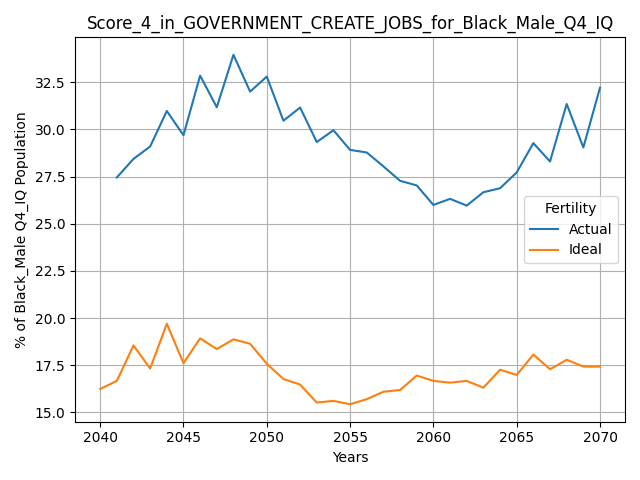 Score_4_in_GOVERNMENT_CREATE_JOBS_for_Black_Male_Q4_IQ
% of Black_Male Q4_IQ Population
32.5
30.0
27.5
25.0
22.5
20.0
17.5
15.0
Fertility
Actual
Ideal
2040 2045 2050 2055 2060 2065 2070
Years